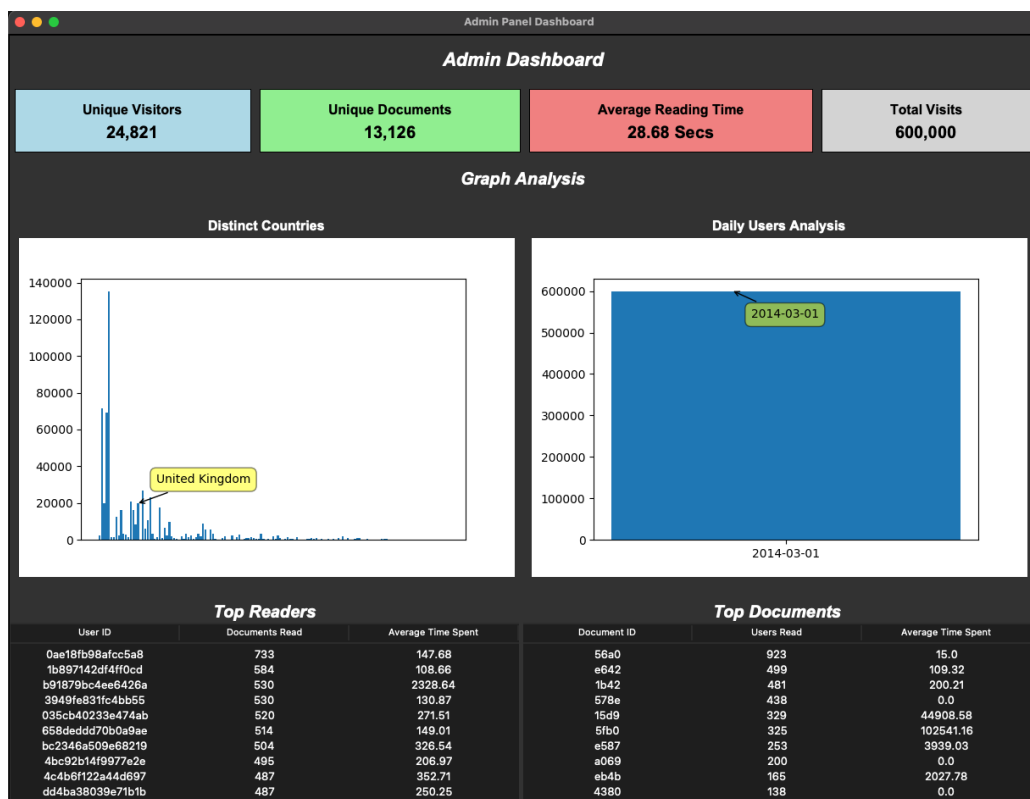 Admin Panel Dashboard
Admin Dashboard
Unique Visitors
24,821
Unique Documents
13,126
Average Reading Time
28.68 Secs
Total Visits
600,000
Graph Analysis
Distinct Countries
140000
120000
100000
80000
60000
40000
20000
0
United Kingdom
Daily Users Analysis
600000
500000
400000
300000
200000
100000
0
2014-03-01
2014-03-01
Top Readers
User ID Documents Read Average Time Spent
0ae18fb98afcc5a8 733 147.68
1b897142df4ff0cd 584 108.66
b91879bc4ee6426a 530 2328.64
3949fe831fc4bb55 530 130.87
035cb40233e474ab 520 271.51
658deddd70b0a9ae 514 149.01
bc2346a509e68219 504 326.54
4bc92b14f9977e2e 495 206.97
4c4b6f122a44d697 487 352.71
dd4ba38039e71b1b 487 250.25
Top Documents
Document ID Users Read Average Time Spent
56a0 923 15.0
e642 499 109.32
1b42 481 200.21
578e 438 0.0
15d9 329 44908.58
5fb0 325 102541.16
e587 253 3939.03
a069 200 0.0
eb4b 165 2027.78
4380 138 0.0